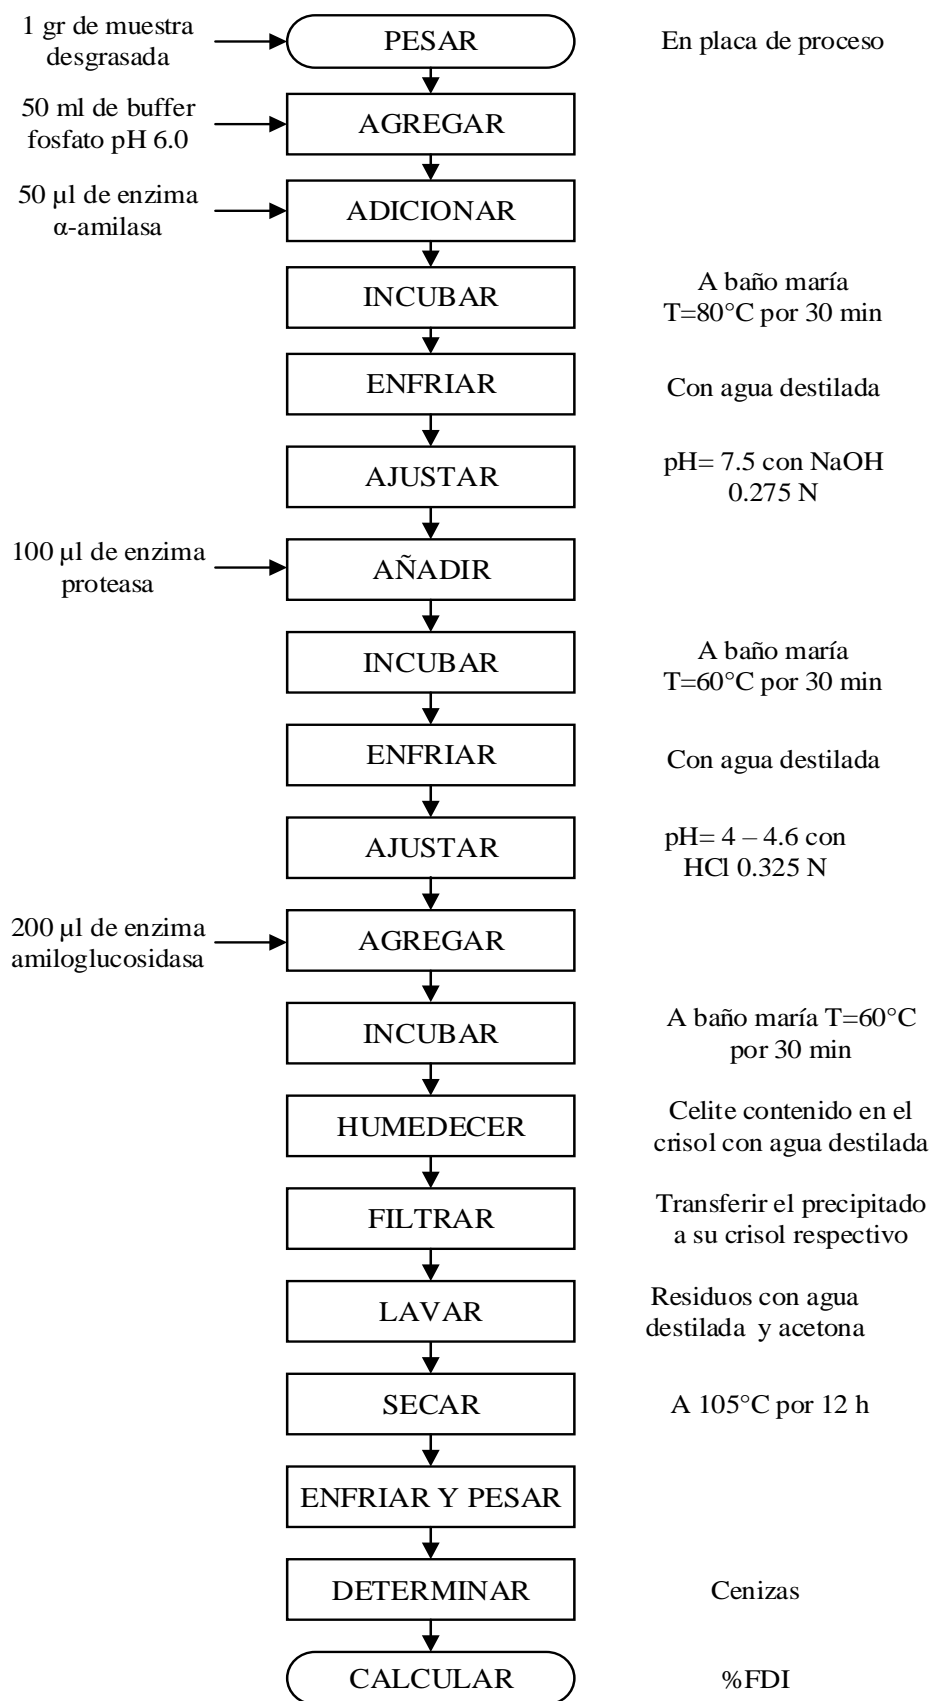 1 gr de muestra
desgrasada
PESAR
En placa de proceso
50 ml de buffer
fosfato pH 6.0
AGREGAR
50 µl de enzima
α-amilasa
ADICIONAR
INCUBAR
A baño maría
T=80°C por 30 min
ENFRIAR
Con agua destilada
AJUSTAR
pH= 7.5 con NaOH
0.275 N
100 µl de enzima
proteasa
AÑADIR
INCUBAR
A baño maría
T=60°C por 30 min
ENFRIAR
Con agua destilada
AJUSTAR
pH= 4 – 4.6 con
HCl 0.325 N
200 µl de enzima
amiloglucosidasa
AGREGAR
INCUBAR
A baño maría T=60°C
por 30 min
HUMEDECER
Celite contenido en el
crisol con agua destilada
FILTRAR
Transferir el precipitado
a su crisol respectivo
LAVAR
Residuos con agua
destilada y acetona
SECAR
A 105°C por 12 h
ENFRIAR Y PESAR
DETERMINAR
Cenizas
CALCULAR
%FDI